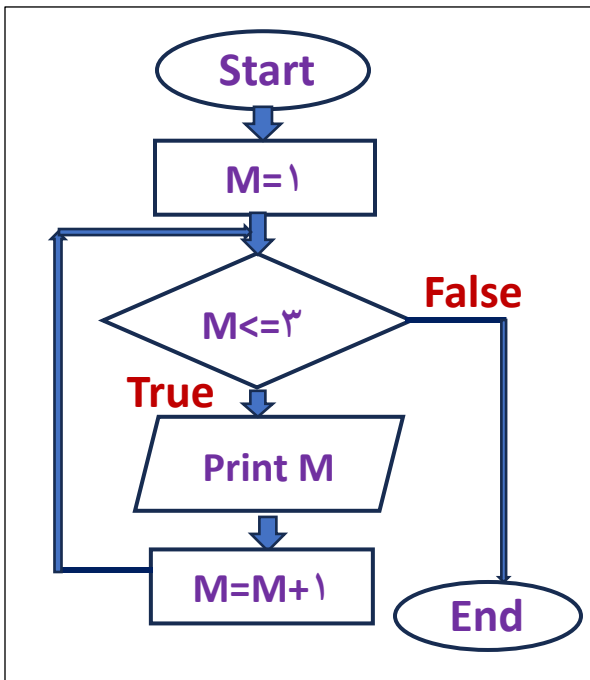 Start
M=١
M<=٣
False
True
Print M
M=M+١
End